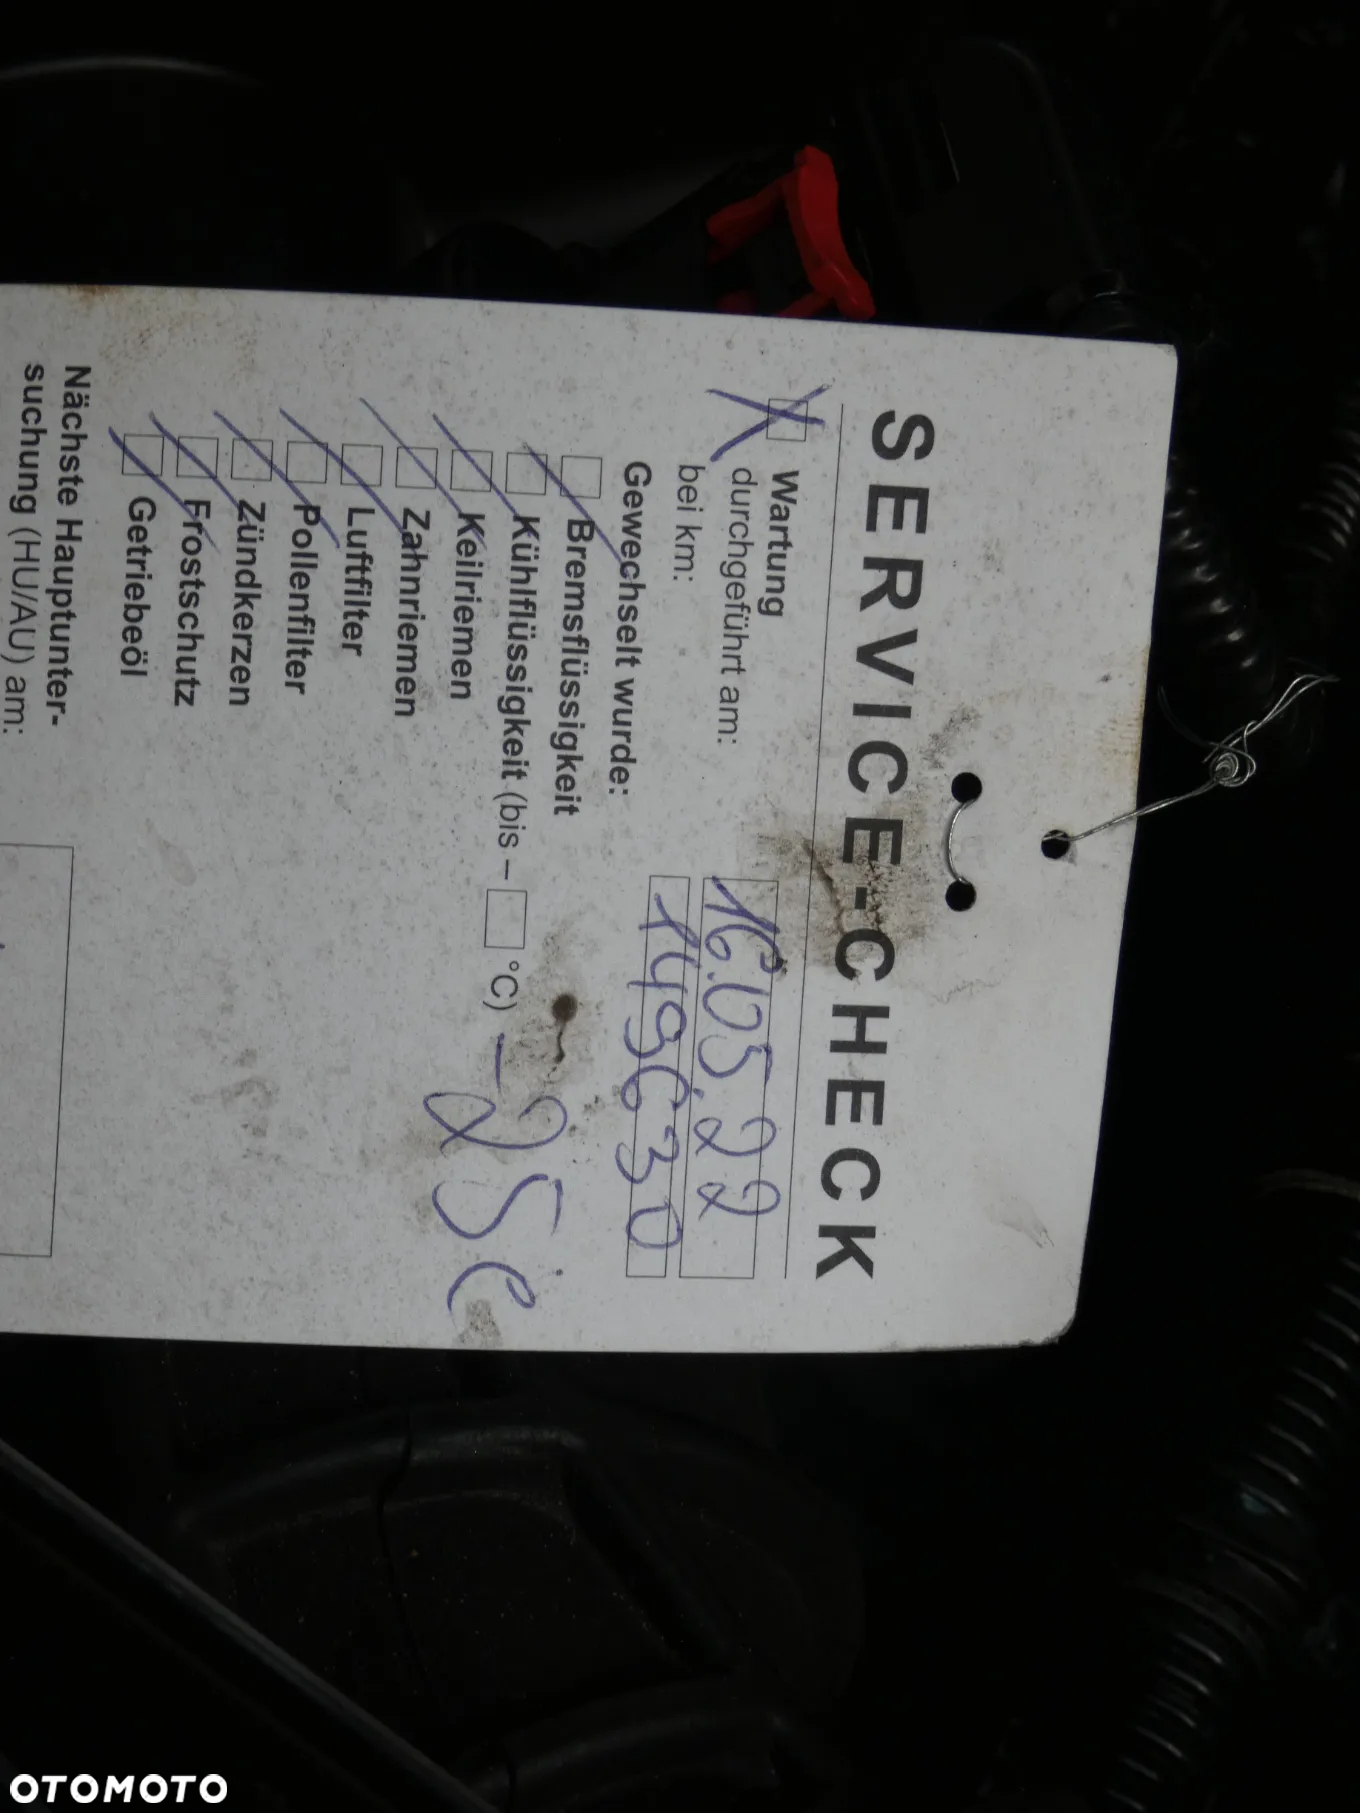 SERVICE-CHECK
X Wartung
durchgeführt am: 16.05.22
bei km: 149630
Gewechselt wurde:
Bremsflüssigkeit
Kühlflüssigkeit (bis – °C) -25C
Keilriemen
Zahnriemen
Luftfilter
Pollenfilter
Zündkerzen
Frostschutz
Getriebeöl
Nächste Hauptunter-
suchung (HU/AU) am:
OTOMOTO